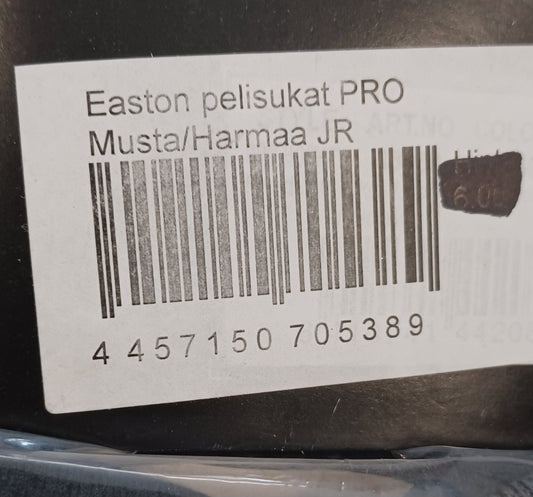 Easton pelisukat PRO
Musta/Harmaa JR
4 457150 705389